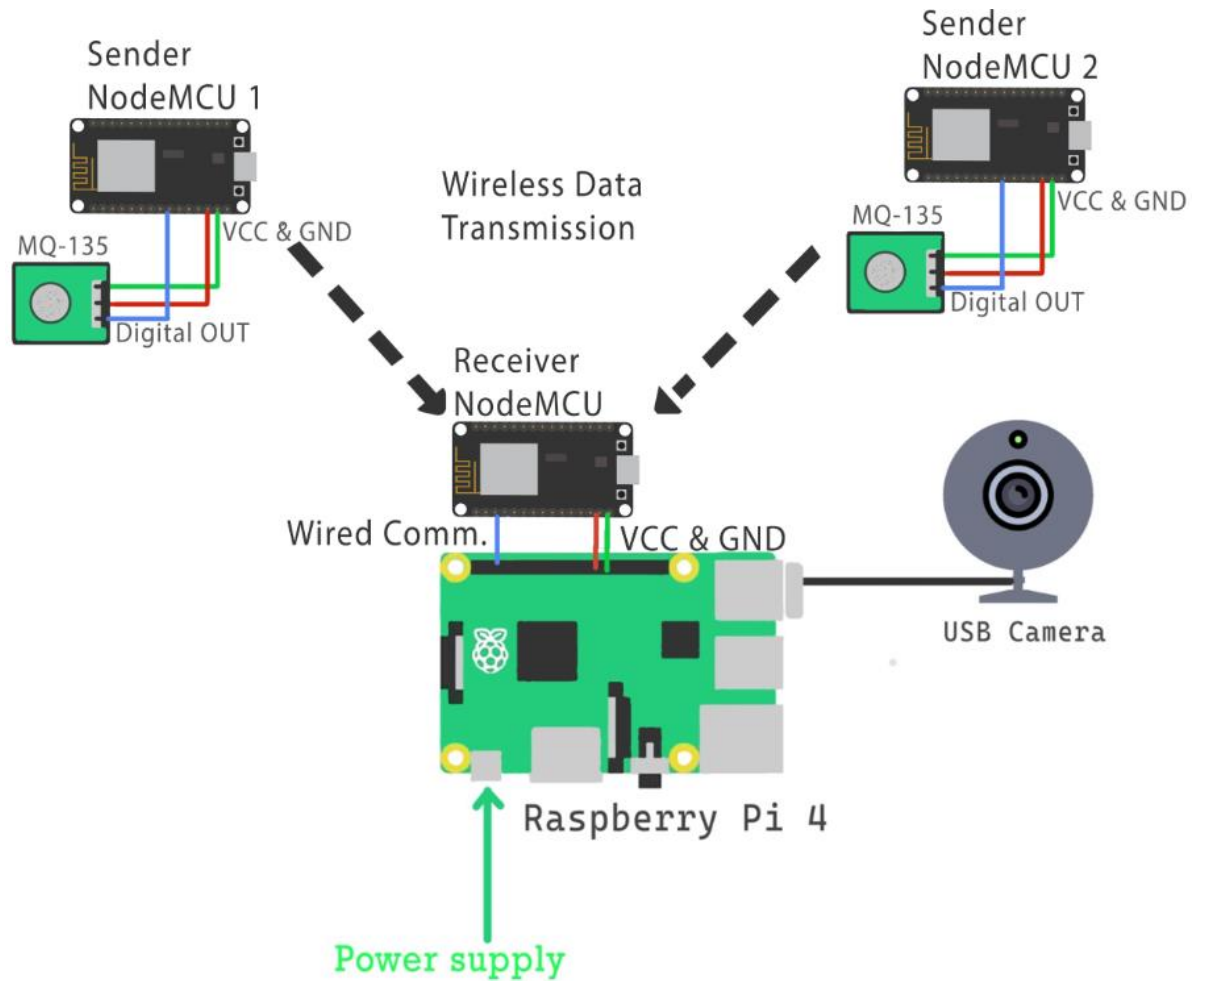 Sender
NodeMCU 1
Sender
NodeMCU 2
Wireless Data
Transmission
VCC & GND
MQ-135
Digital OUT
VCC & GND
MQ-135
Digital OUT
Receiver
NodeMCU
Wired Comm.
VCC & GND
USB Camera
Raspberry Pi 4
Power supply